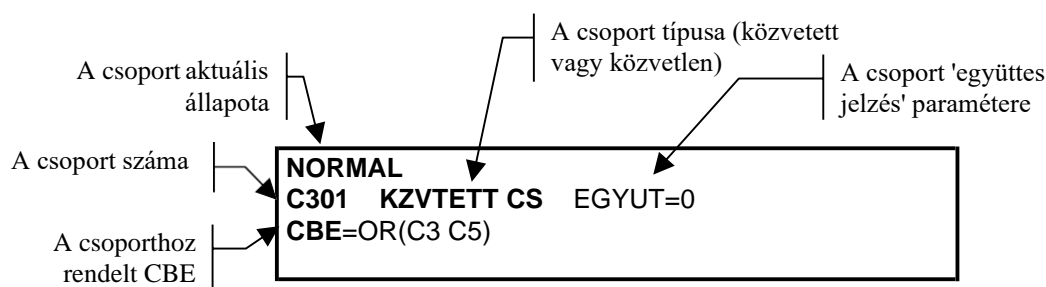 A csoport típusa (közvetett
vagy közvetlen)
A csoport aktuális
állapota
A csoport 'együttes
jelzés' paramétere
A csoport száma
A csoporthoz
rendelt CBE
NORMAL
C301 KZVTETT CS EGYUT=0
CBE=OR(C3 C5)